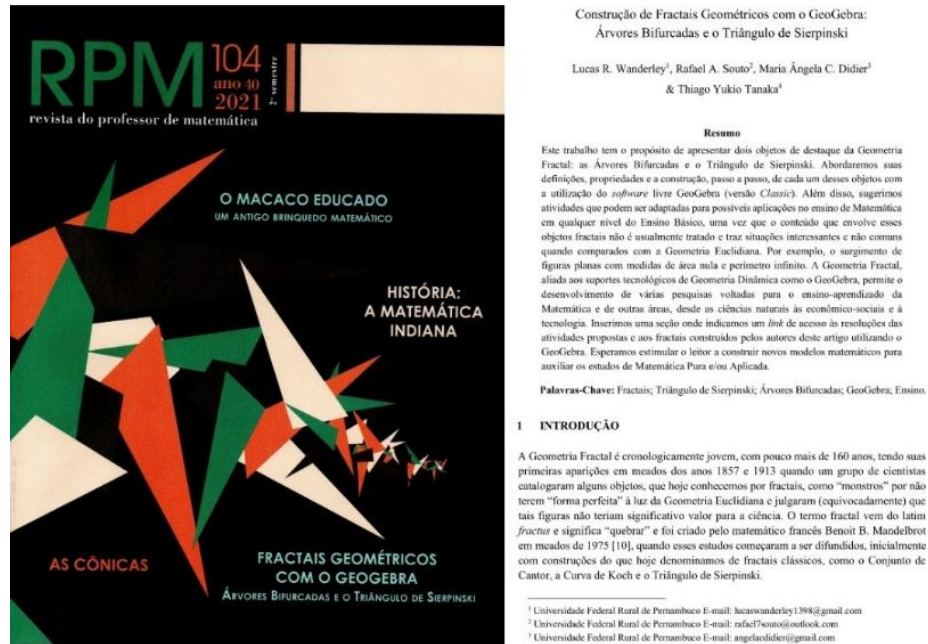 RPM
104
ano 40
2021
2º semestre
revista do professor de matemática
O MACACO EDUCADO
UM ANTIGO BRINQUEDO MATEMÁTICO
HISTÓRIA:
A MATEMÁTICA
INDIANA
AS CÔNICAS
FRACTAIS GEOMÉTRICOS
COM O GEOGEBRA
ÁRVORES BIFURCADAS E O TRIÂNGULO DE SIERPINSKI
Construção de Fractais Geométricos com o GeoGebra:
Árvores Bifurcadas e o Triângulo de Sierpinski
Lucas R. Wanderley¹, Rafael A. Souto², Maria Ângela C. Didier³
& Thiago Yukio Tanaka⁴
Resumo
Este trabalho tem o propósito de apresentar dois objetos de destaque da Geometria
Fractal: as Árvores Bifurcadas e o Triângulo de Sierpinski. Abordaremos suas
definições, propriedades e a construção, passo a passo, de cada um desses objetos com
a utilização do software livre GeoGebra (versão Classic). Além disso, sugerimos
atividades que podem ser adaptadas para possíveis aplicações no ensino de Matemática
em qualquer nível do Ensino Básico, uma vez que o conteúdo que envolve esses
objetos fractais não é usualmente tratado e traz situações interessantes e não comuns
quando comparados com a Geometria Euclidiana. Por exemplo, o surgimento de
figuras planas com medidas de área nula e perímetro infinito. A Geometria Fractal,
aliada aos suportes tecnológicos de Geometria Dinâmica como o GeoGebra, permite o
desenvolvimento de várias pesquisas voltadas para o ensino-aprendizado da
Matemática e de outras áreas, desde as ciências naturais às econômico-sociais e à
tecnologia. Inserimos uma seção onde indicamos um link de acesso às resoluções das
atividades propostas e aos fractais construídos pelos autores deste artigo utilizando o
GeoGebra. Esperamos estimular o leitor a construir novos modelos matemáticos para
auxiliar os estudos de Matemática Pura e/ou Aplicada.
Palavras-Chave: Fractais; Triângulo de Sierpinski; Árvores Bifurcadas; GeoGebra; Ensino.
1 INTRODUÇÃO
A Geometria Fractal é cronologicamente jovem, com pouco mais de 160 anos, tendo suas
primeiras aparições em meados dos anos 1857 e 1913 quando um grupo de cientistas
catalogaram alguns objetos, que hoje conhecemos por fractais, como “monstros” por não
terem “forma perfeita” à luz da Geometria Euclidiana e julgaram (equivocadamente) que
tais figuras não teriam significativo valor para a ciência. O termo fractal vem do latim
fractus e significa “quebrar” e foi criado pelo matemático francês Benoit B. Mandelbrot
em meados de 1975 [10], quando esses estudos começaram a ser difundidos, inicialmente
com construções do que hoje denominamos de fractais clássicos, como o Conjunto de
Cantor, a Curva de Koch e o Triângulo de Sierpinski.
¹ Universidade Federal Rural de Pernambuco E-mail: lucaswanderley1398@gmail.com
² Universidade Federal Rural de Pernambuco E-mail: rafael7souto@outlook.com
³ Universidade Federal Rural de Pernambuco E-mail: angelacdidier@gmail.com